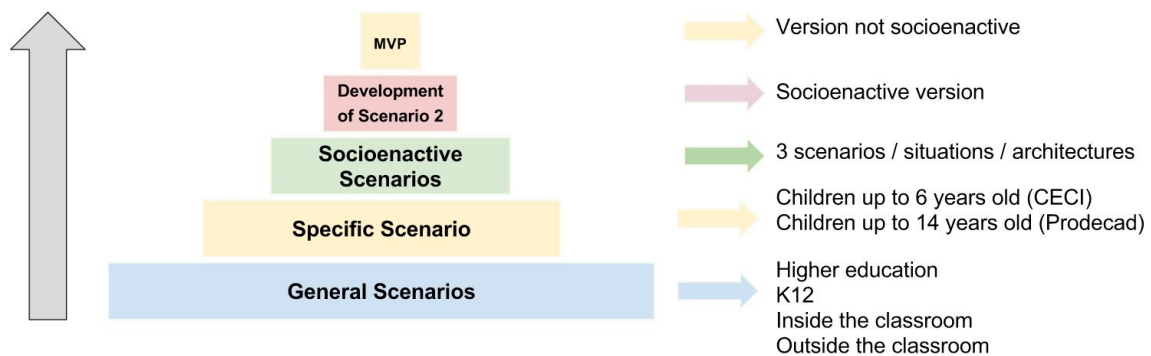 MVP
Version not socioenactive
Development
of Scenario 2
Socioenactive version
Socioenactive
Scenarios
3 scenarios / situations / architectures
Specific Scenario
Children up to 6 years old (CECI)
Children up to 14 years old (Prodecad)
General Scenarios
Higher education
K12
Inside the classroom
Outside the classroom